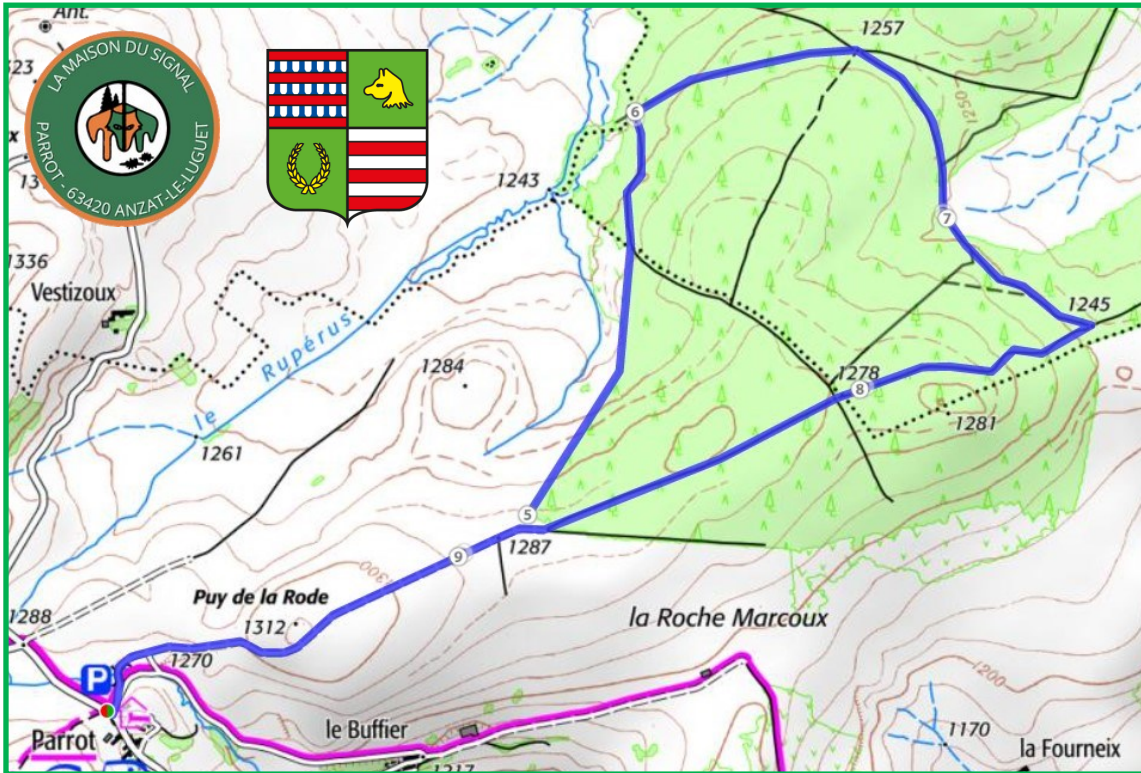 Ant.
LA MAISON DU SIGNAL
PARROT - 63420 ANZAT-LE-LUGUET
1257
6
1250
1243
7
1336
Vestizoux
1245
le Rupérus
1284
1278
8
1281
1261
5
9
1287
1300
Puy de la Rode
1312
la Roche Marcoux
1288
1270
1200
P
Parrot
le Buffier
1217
1170
la Fourneix